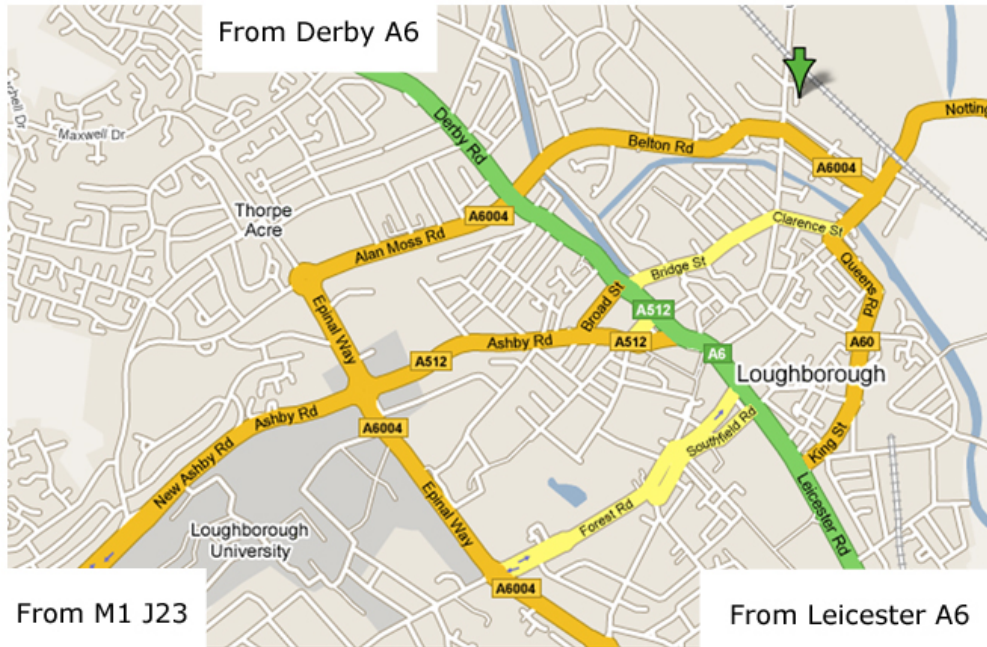 From Derby A6
Notting
Derby Rd
Maxwell Dr
Belton Rd
A6004
Thorpe
Acre
A6004
Clarence St
Alan Moss Rd
Bridge St
Queens Rd
Epinal Way
Broad St
A512
Ashby Rd
A512
A60
A512
A6
Loughborough
Ashby Rd
A6004
Southfield Rd
King St
New Ashby Rd
Epinal Way
Leicester Rd
Forest Rd
Loughborough
University
A6004
From M1 J23
From Leicester A6